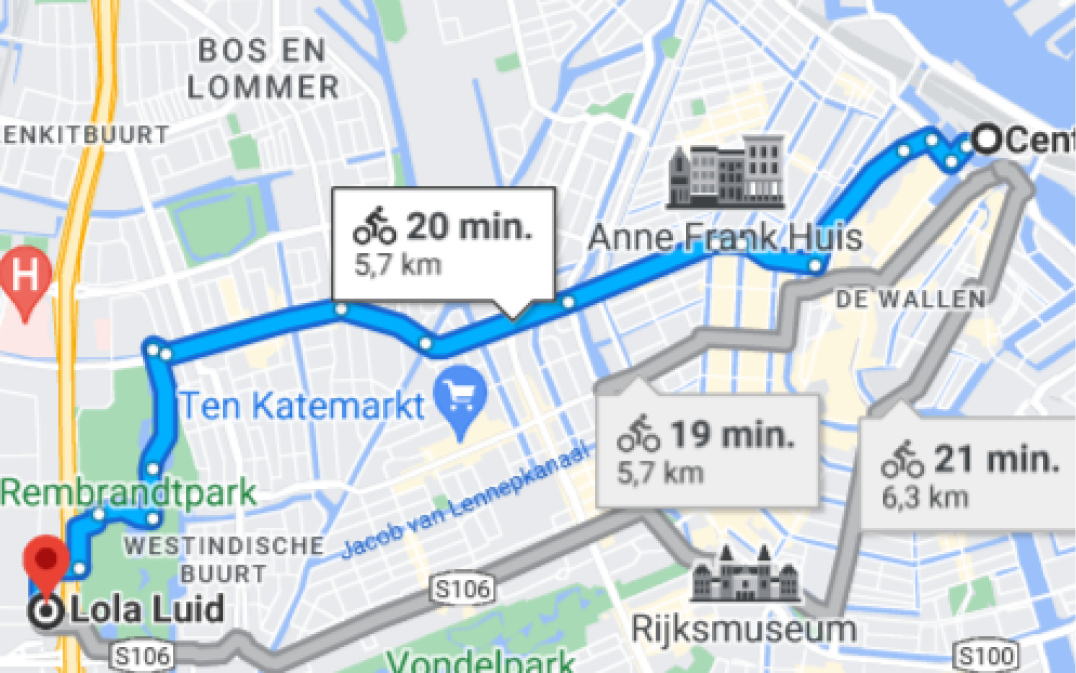 BOS EN
LOMMER
ENKITBUURT
Cent
H
20 min.
5,7 km
Anne Frank Huis
DE WALLEN
Ten Katemarkt
19 min.
5,7 km
21 min.
6,3 km
Jacob van Lennepkanaal
Rembrandtpark
WESTINDISCHE
BUURT
S106
Lola Luid
Rijksmuseum
S106
S100
Vondelpark